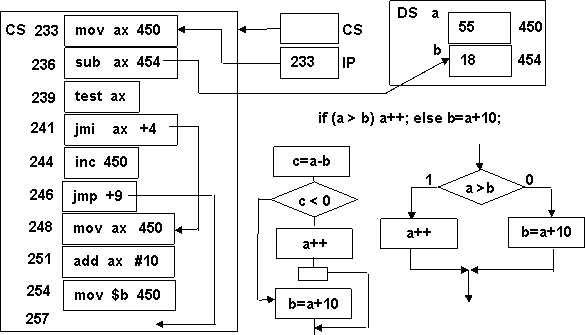 CS 233 mov ax 450
236 sub ax 454
239 test ax
241 jmi ax +4
244 inc 450
246 jmp +9
248 mov ax 450
251 add ax #10
254 mov $b 450
257
CS
233 IP
DS a 55 450
b 18 454
if (a > b) a++; else b=a+10;
c=a-b
c < 0
a++
b=a+10
1 a>b 0
a++ b=a+10